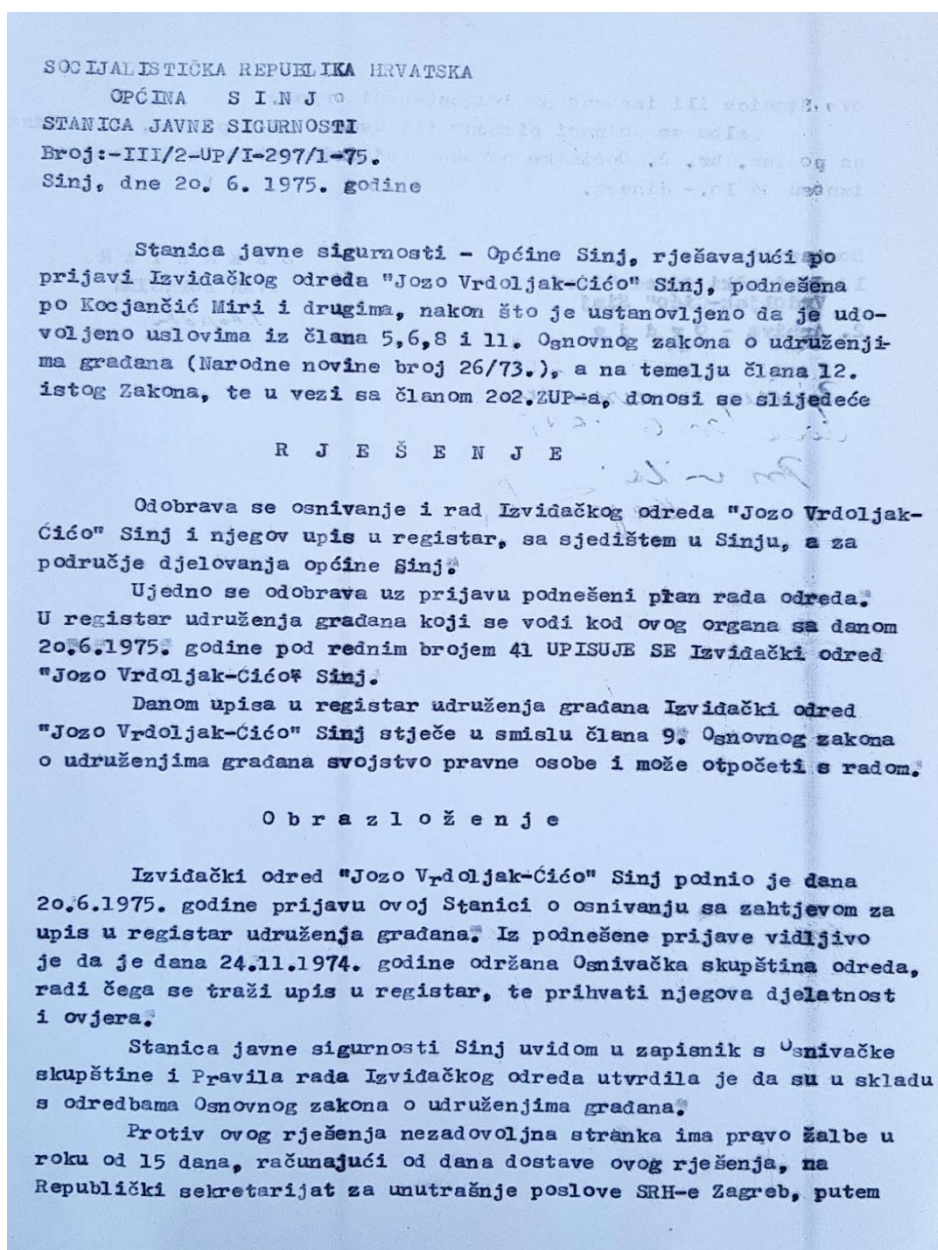 SOCIJALISTIČKA REPUBLIKA HRVATSKA
OPĆINA S I N J
STANICA JAVNE SIGURNOSTI
Broj:-III/2-UP/I-297/1-75.
Sinj, dne 20. 6. 1975. godine
Stanica javne sigurnosti - Općine Sinj, rješavajući po
prijavi Izviđačkog odreda "Jozo Vrdoljak-Ćićo" Sinj, podnešena
po Kocjančić Miri i drugima, nakon što je ustanovljeno da je udo-
voljeno uslovima iz člana 5,6,8 i 11. Osnovnog zakona o udruženji-
ma građana (Narodne novine broj 26/73.), a na temelju člana 12.
istog Zakona, te u vezi sa članom 202.ZUP-a, donosi se slijedeće
R J E Š E N J E
Odobrava se osnivanje i rad Izviđačkog odreda "Jozo Vrdoljak-
Ćićo" Sinj i njegov upis u registar, sa sjedištem u Sinju, a za
područje djelovanja općine Sinj.
Ujedno se odobrava uz prijavu podnešeni plan rada odreda.
U registar udruženja građana koji se vodi kod ovog organa sa danom
20.6.1975. godine pod rednim brojem 41 UPISUJE SE Izviđački odred
"Jozo Vrdoljak-Ćićo" Sinj.
Danom upisa u registar udruženja građana Izviđački odred
"Jozo Vrdoljak-Ćićo" Sinj stječe u smislu člana 9. Osnovnog zakona
o udruženjima građana svojstvo pravne osobe i može otpočeti s radom.
O b r a z l o ž e n j e
Izviđački odred "Jozo Vrdoljak-Ćićo" Sinj podnio je dana
20.6.1975. godine prijavu ovoj Stanici o osnivanju sa zahtjevom za
upis u registar udruženja građana. Iz podnešene prijave vidljivo
je da je dana 24.11.1974. godine održana Osnivačka skupština odreda,
radi čega se traži upis u registar, te prihvati njegova djelatnost
i ovjera.
Stanica javne sigurnosti Sinj uvidom u zapisnik s Osnivačke
skupštine i Pravila rada Izviđačkog odreda utvrdila je da su u skladu
s odredbama Osnovnog zakona o udruženjima građana.
Protiv ovog rješenja nezadovoljna stranka ima pravo žalbe u
roku od 15 dana, računajući od dana dostave ovog rješenja, na
Republički sekretarijat za unutrašnje poslove SRH-e Zagreb, putem